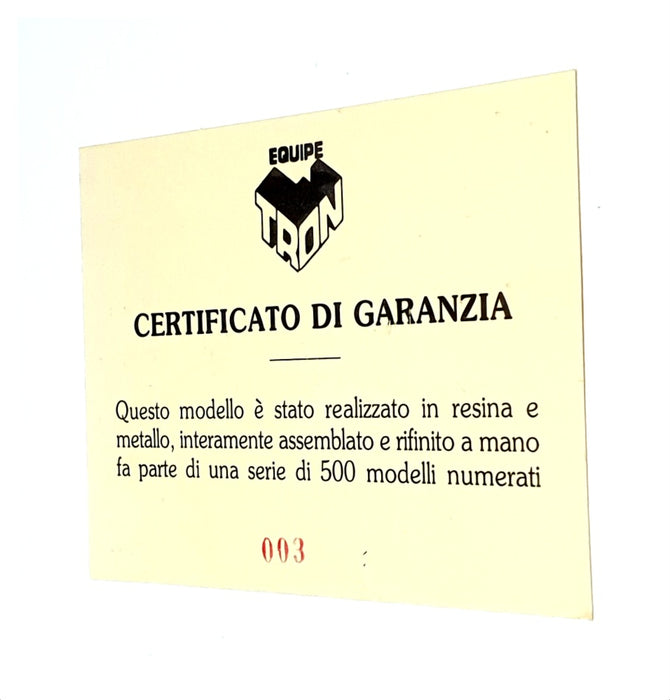 EQUIPE
TRON
CERTIFICATO DI GARANZIA
Questo modello è stato realizzato in resina e
metallo, interamente assemblato e rifinito a mano
fa parte di una serie di 500 modelli numerati
003